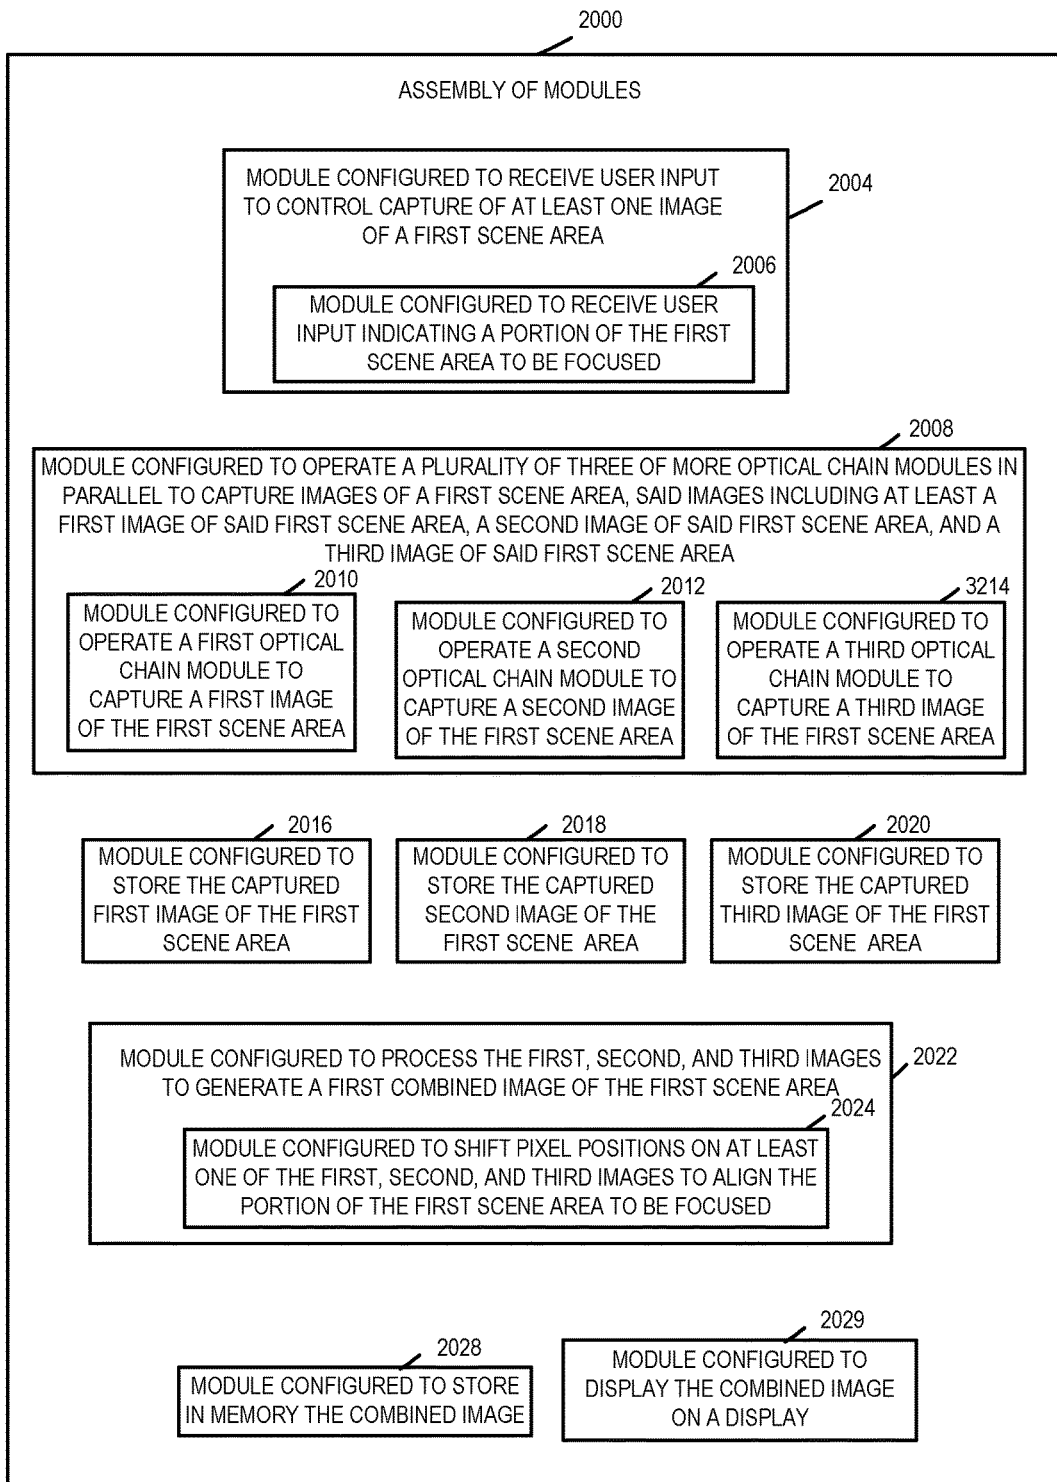 2000
ASSEMBLY OF MODULES
MODULE CONFIGURED TO RECEIVE USER INPUT
TO CONTROL CAPTURE OF AT LEAST ONE IMAGE
OF A FIRST SCENE AREA
2004
2006
MODULE CONFIGURED TO RECEIVE USER
INPUT INDICATING A PORTION OF THE FIRST
SCENE AREA TO BE FOCUSED
2008
MODULE CONFIGURED TO OPERATE A PLURALITY OF THREE OF MORE OPTICAL CHAIN MODULES IN
PARALLEL TO CAPTURE IMAGES OF A FIRST SCENE AREA, SAID IMAGES INCLUDING AT LEAST A
FIRST IMAGE OF SAID FIRST SCENE AREA, A SECOND IMAGE OF SAID FIRST SCENE AREA, AND A
THIRD IMAGE OF SAID FIRST SCENE AREA
2010
MODULE CONFIGURED TO
OPERATE A FIRST OPTICAL
CHAIN MODULE TO
CAPTURE A FIRST IMAGE
OF THE FIRST SCENE AREA
2012
MODULE CONFIGURED TO
OPERATE A SECOND
OPTICAL CHAIN MODULE TO
CAPTURE A SECOND IMAGE
OF THE FIRST SCENE AREA
3214
MODULE CONFIGURED TO
OPERATE A THIRD OPTICAL
CHAIN MODULE TO
CAPTURE A THIRD IMAGE
OF THE FIRST SCENE AREA
2016
MODULE CONFIGURED TO
STORE THE CAPTURED
FIRST IMAGE OF THE FIRST
SCENE AREA
2018
MODULE CONFIGURED TO
STORE THE CAPTURED
SECOND IMAGE OF THE
FIRST SCENE AREA
2020
MODULE CONFIGURED TO
STORE THE CAPTURED
THIRD IMAGE OF THE FIRST
SCENE AREA
MODULE CONFIGURED TO PROCESS THE FIRST, SECOND, AND THIRD IMAGES
TO GENERATE A FIRST COMBINED IMAGE OF THE FIRST SCENE AREA
2022
2024
MODULE CONFIGURED TO SHIFT PIXEL POSITIONS ON AT LEAST
ONE OF THE FIRST, SECOND, AND THIRD IMAGES TO ALIGN THE
PORTION OF THE FIRST SCENE AREA TO BE FOCUSED
2028
MODULE CONFIGURED TO STORE
IN MEMORY THE COMBINED IMAGE
2029
MODULE CONFIGURED TO
DISPLAY THE COMBINED IMAGE
ON A DISPLAY